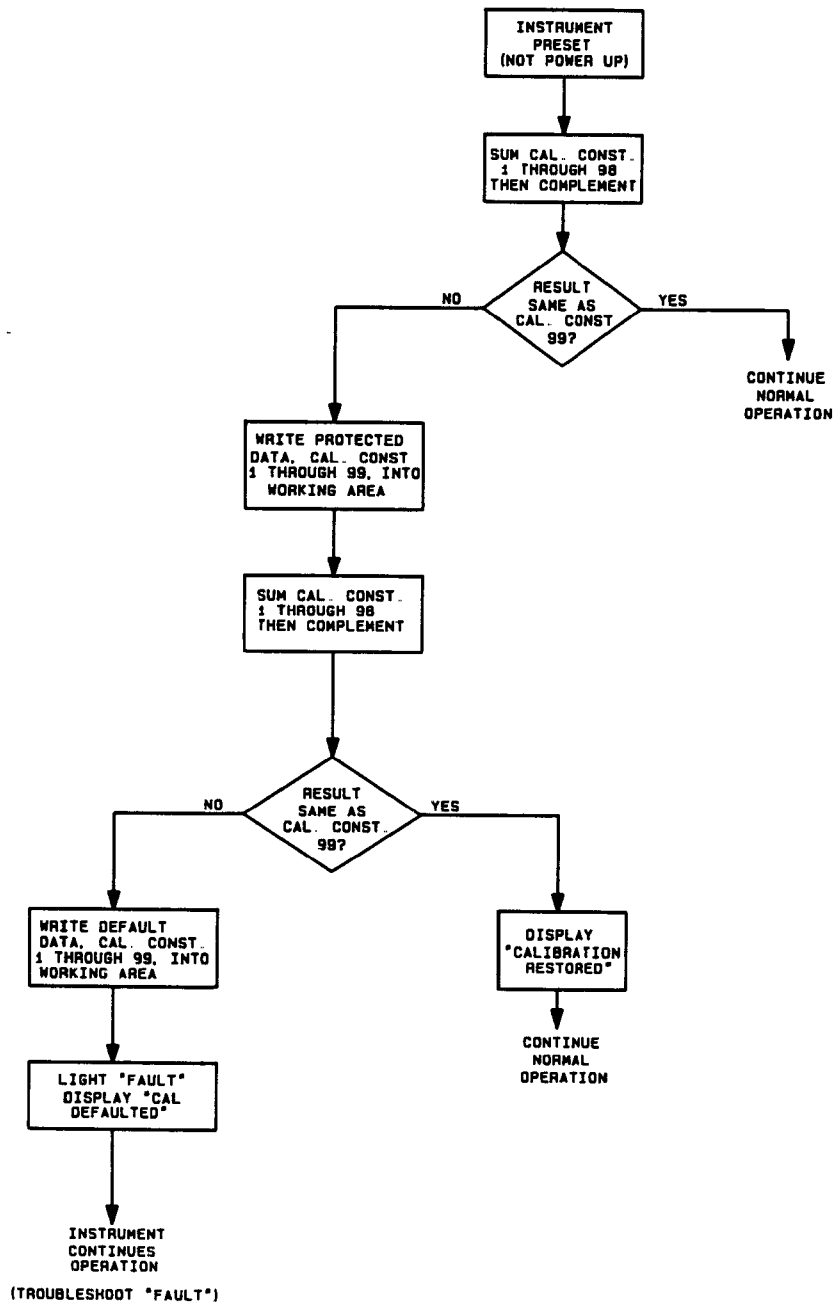 INSTRUMENT
PRESET
(NOT POWER UP)
SUM CAL. CONST.
1 THROUGH 98
THEN COMPLEMENT
RESULT
SAME AS
CAL. CONST
99?
NO
YES
CONTINUE
NORMAL
OPERATION
WRITE PROTECTED
DATA, CAL. CONST
1 THROUGH 99, INTO
WORKING AREA
SUM CAL. CONST.
1 THROUGH 98
THEN COMPLEMENT
RESULT
SAME AS
CAL. CONST.
99?
NO
YES
WRITE DEFAULT
DATA, CAL. CONST.
1 THROUGH 99, INTO
WORKING AREA
DISPLAY
"CALIBRATION
RESTORED"
CONTINUE
NORMAL
OPERATION
LIGHT "FAULT"
DISPLAY "CAL
DEFAULTED"
INSTRUMENT
CONTINUES
OPERATION
(TROUBLESHOOT "FAULT")